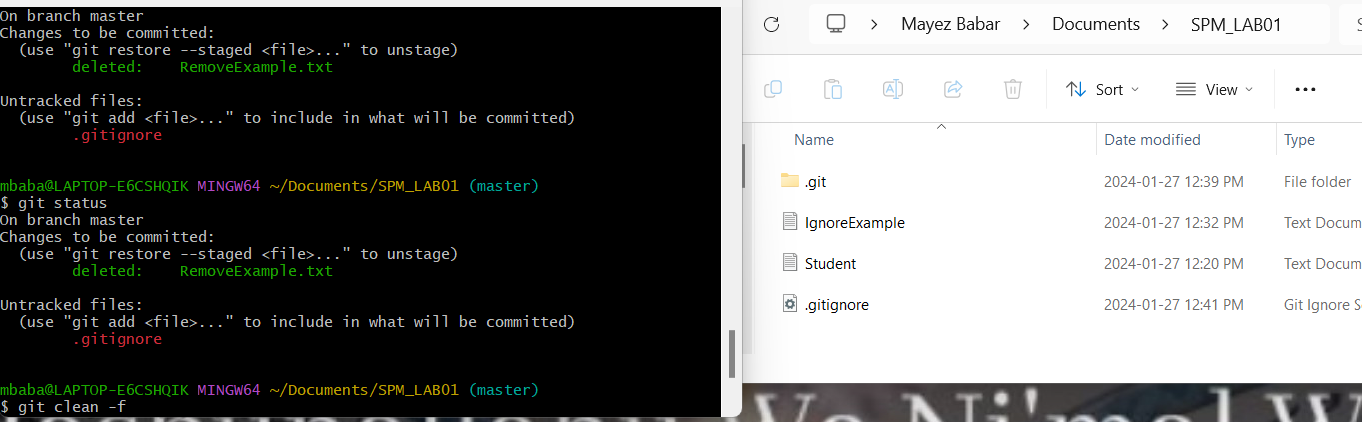 On branch master
Changes to be committed:
  (use "git restore --staged <file>..." to unstage)
        deleted:    RemoveExample.txt
Untracked files:
  (use "git add <file>..." to include in what will be committed)
        .gitignore
mbaba@LAPTOP-E6CSHQIK MINGW64 ~/Documents/SPM_LAB01 (master)
$ git status
On branch master
Changes to be committed:
  (use "git restore --staged <file>..." to unstage)
        deleted:    RemoveExample.txt
Untracked files:
  (use "git add <file>..." to include in what will be committed)
        .gitignore
mbaba@LAPTOP-E6CSHQIK MINGW64 ~/Documents/SPM_LAB01 (master)
$ git clean -f
> Mayez Babar > Documents > SPM_LAB01
Sort View
Name Date modified Type
.git 2024-01-27 12:39 PM File folder
IgnoreExample 2024-01-27 12:32 PM Text Docum
Student 2024-01-27 12:20 PM Text Docum
.gitignore 2024-01-27 12:41 PM Git Ignore S